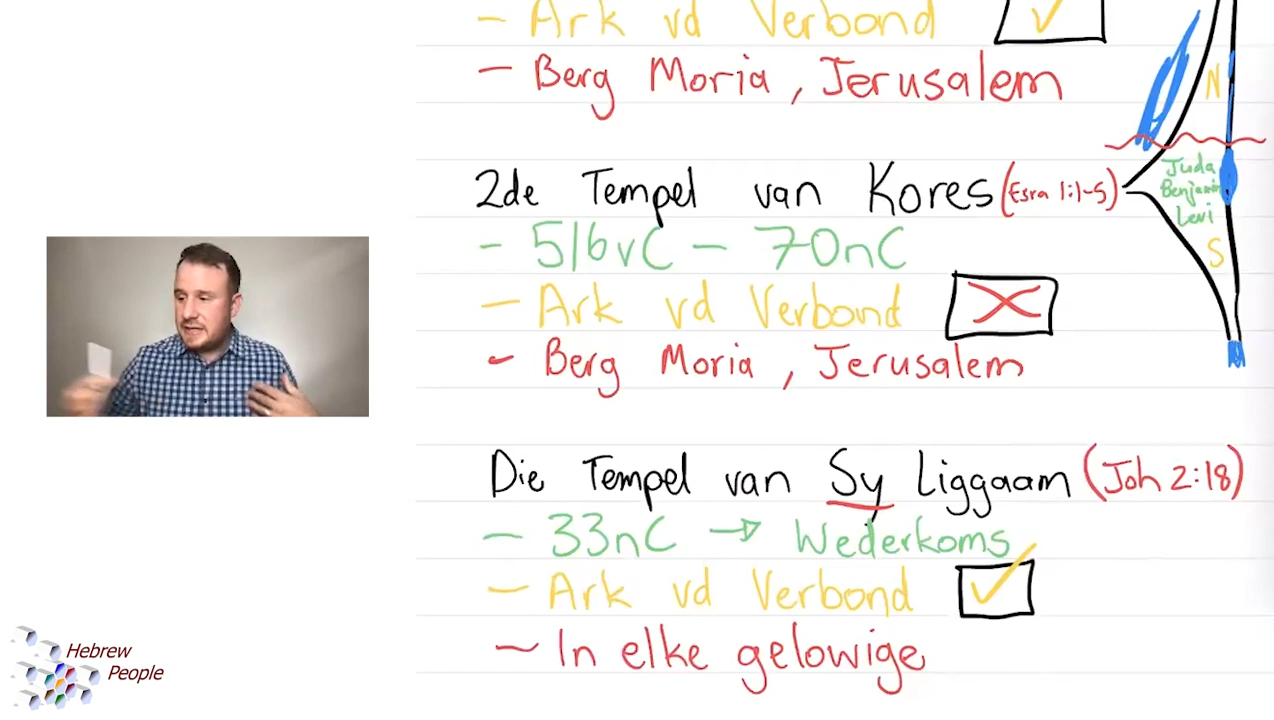 - Ark vd Verbond
- Berg Moria, Jerusalem
N
2de Tempel van Kores (Esra 1:1-5)
Juda
Benjamin
Levi
S
- 516vC - 70nC
- Ark vd Verbond
- Berg Moria, Jerusalem
Die Tempel van Sy Liggaam (Joh 2:18)
- 33nC → Wederkoms
- Ark vd Verbond
- In elke gelowige
Hebrew
People